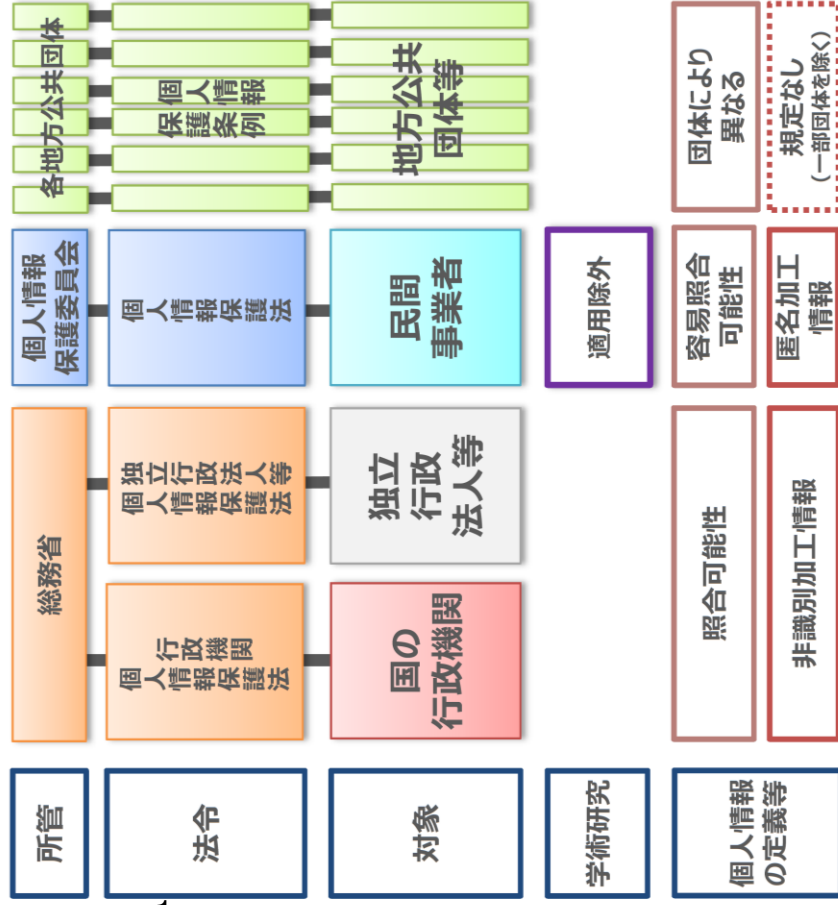 所管
総務省
個人情報
保護委員会
各地方公共団体
法令
行政機関
個人情報保護法
独立行政法人等
個人情報保護法
個人情報保護法
個人情報
保護条例
対象
国の
行政機関
独立
行政
法人等
民間
事業者
地方公共
団体等
学術研究
適用除外
個人情報
の定義等
照合可能性
容易照合
可能性
団体により
異なる
非識別加工情報
匿名加工
情報
規定なし
（一部団体を除く）